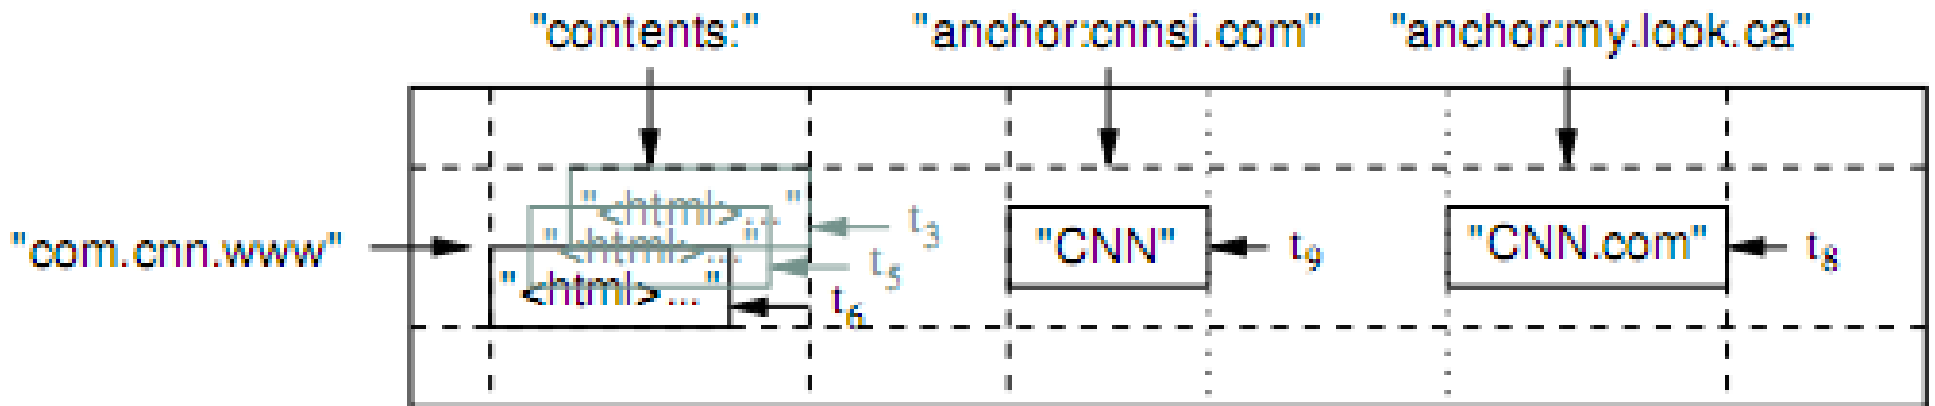 "contents:" "anchor:cnnsi.com" "anchor:my.look.ca"
"<html>..." t3
"com.cnn.www" "<html>..." t5 "CNN" t9 "CNN.com" t8
"<html>..." t6